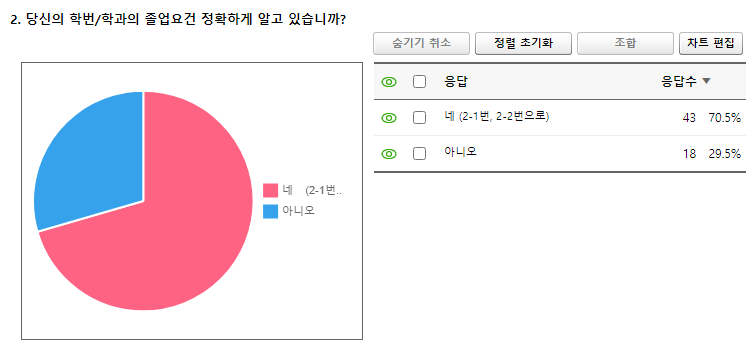 2. 당신의 학번/학과의 졸업요건 정확하게 알고 있습니까?
숨기기 취소 정렬 초기화 조합 차트 편집
응답 응답수
네 (2-1번, 2-2번으로) 43 70.5%
아니오 18 29.5%
네 (2-1번..
아니오